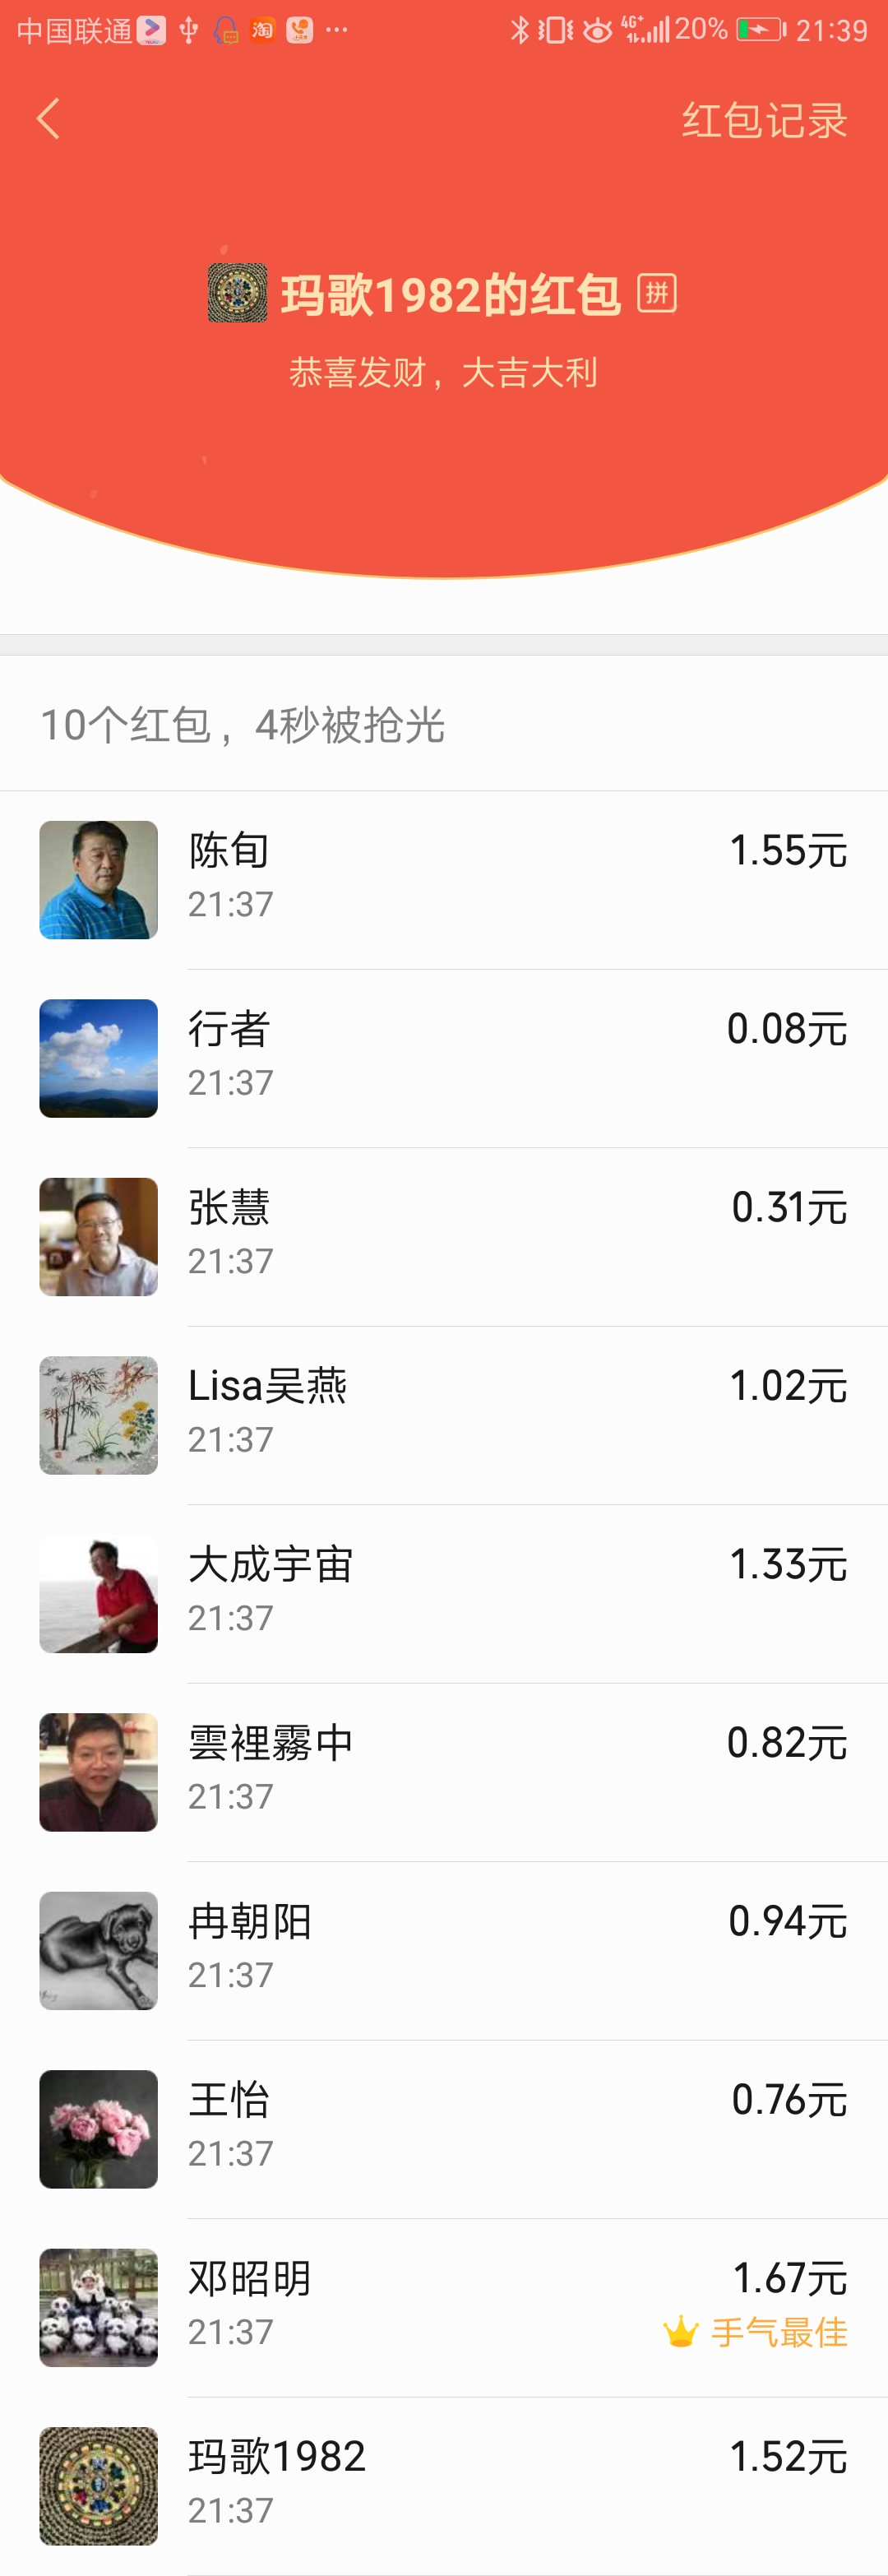 中国联通 淘 4G+ 20% 21:39
红包记录
玛歌1982的红包 拼
恭喜发财，大吉大利
10个红包，4秒被抢光
陈旬 1.55元
21:37
行者 0.08元
21:37
张慧 0.31元
21:37
Lisa吴燕 1.02元
21:37
大成宇宙 1.33元
21:37
雲裡霧中 0.82元
21:37
冉朝阳 0.94元
21:37
王怡 0.76元
21:37
邓昭明 1.67元
21:37 手气最佳
玛歌1982 1.52元
21:37